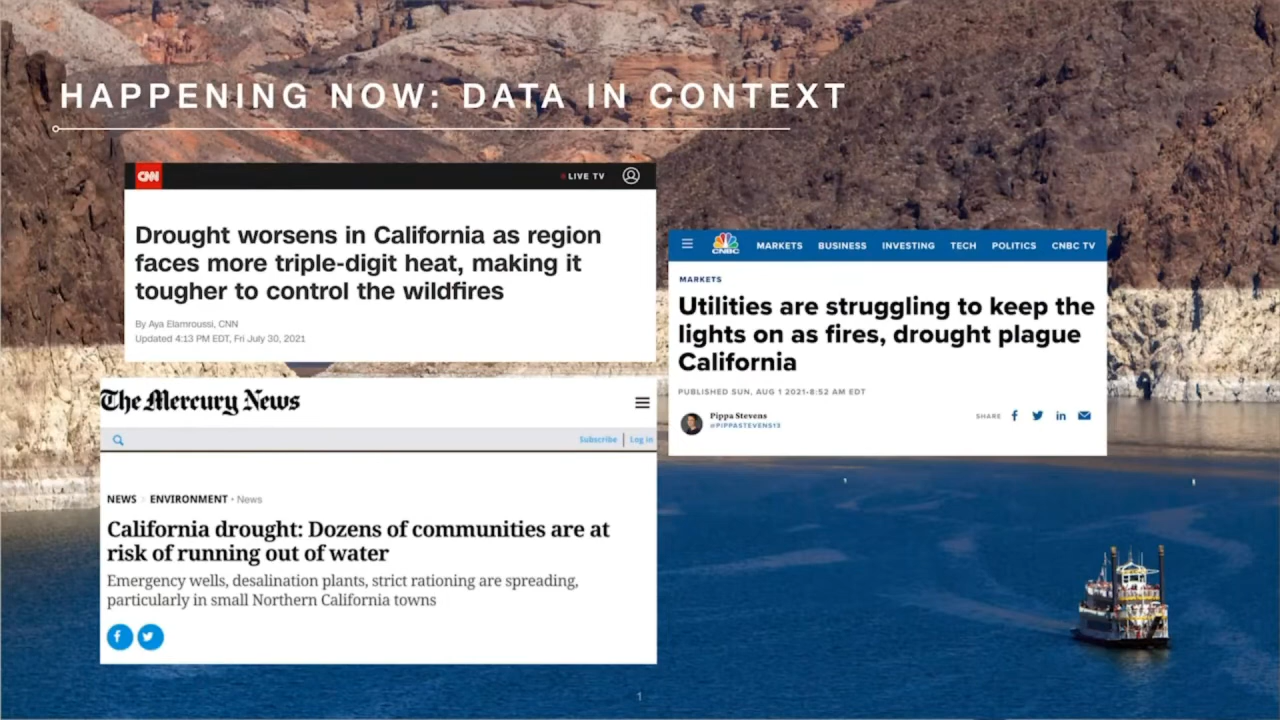 HAPPENING NOW: DATA IN CONTEXT
CNN
LIVE TV
Drought worsens in California as region
faces more triple-digit heat, making it
tougher to control the wildfires
By Aya Elamroussi, CNN
Updated 4:13 PM EDT, Fri July 30, 2021
CNBC MARKETS BUSINESS INVESTING TECH POLITICS CNBC TV
MARKETS
Utilities are struggling to keep the
lights on as fires, drought plague
California
PUBLISHED SUN, AUG 1 2021•8:52 AM EDT
Pippa Stevens
@PIPPASTEVENS13
SHARE
The Mercury News
Subscribe | Log in
NEWS > ENVIRONMENT • News
California drought: Dozens of communities are at
risk of running out of water
Emergency wells, desalination plants, strict rationing are spreading,
particularly in small Northern California towns
1